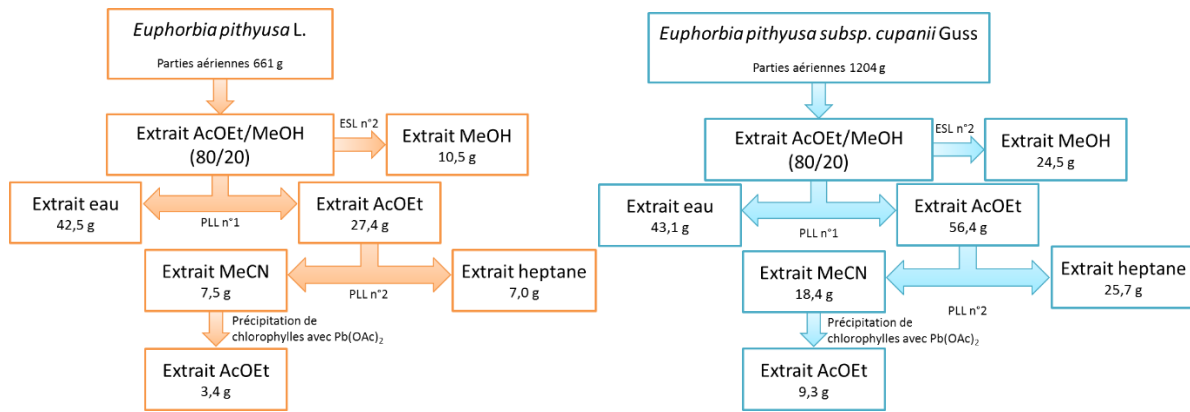 Euphorbia pithyusa L.
Parties aériennes 661 g
Extrait AcOEt/MeOH
(80/20)
ESL n°2
Extrait MeOH
10,5 g
Extrait eau
42,5 g
PLL n°1
Extrait AcOEt
27,4 g
Extrait MeCN
7,5 g
PLL n°2
Extrait heptane
7,0 g
Précipitation de
chlorophylles avec Pb(OAc)₂
Extrait AcOEt
3,4 g
Euphorbia pithyusa subsp. cupanii Guss
Parties aériennes 1204 g
Extrait AcOEt/MeOH
(80/20)
ESL n°2
Extrait MeOH
24,5 g
Extrait eau
43,1 g
PLL n°1
Extrait AcOEt
56,4 g
Extrait MeCN
18,4 g
PLL n°2
Extrait heptane
25,7 g
Précipitation de
chlorophylles avec Pb(OAc)₂
Extrait AcOEt
9,3 g